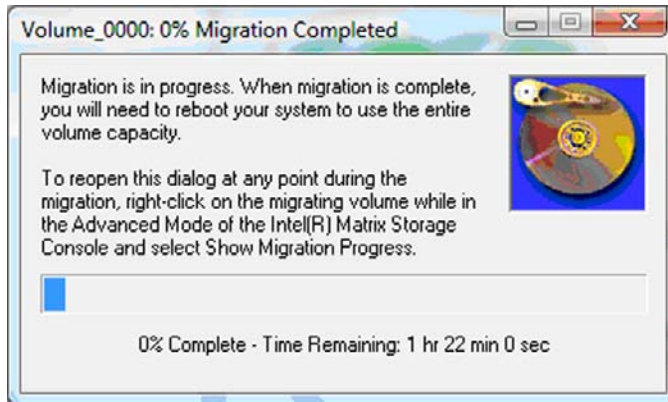 Volume_0000: 0% Migration Completed
Migration is in progress. When migration is complete,
you will need to reboot your system to use the entire
volume capacity.
To reopen this dialog at any point during the
migration, right-click on the migrating volume while in
the Advanced Mode of the Intel(R) Matrix Storage
Console and select Show Migration Progress.
0% Complete - Time Remaining: 1 hr 22 min 0 sec